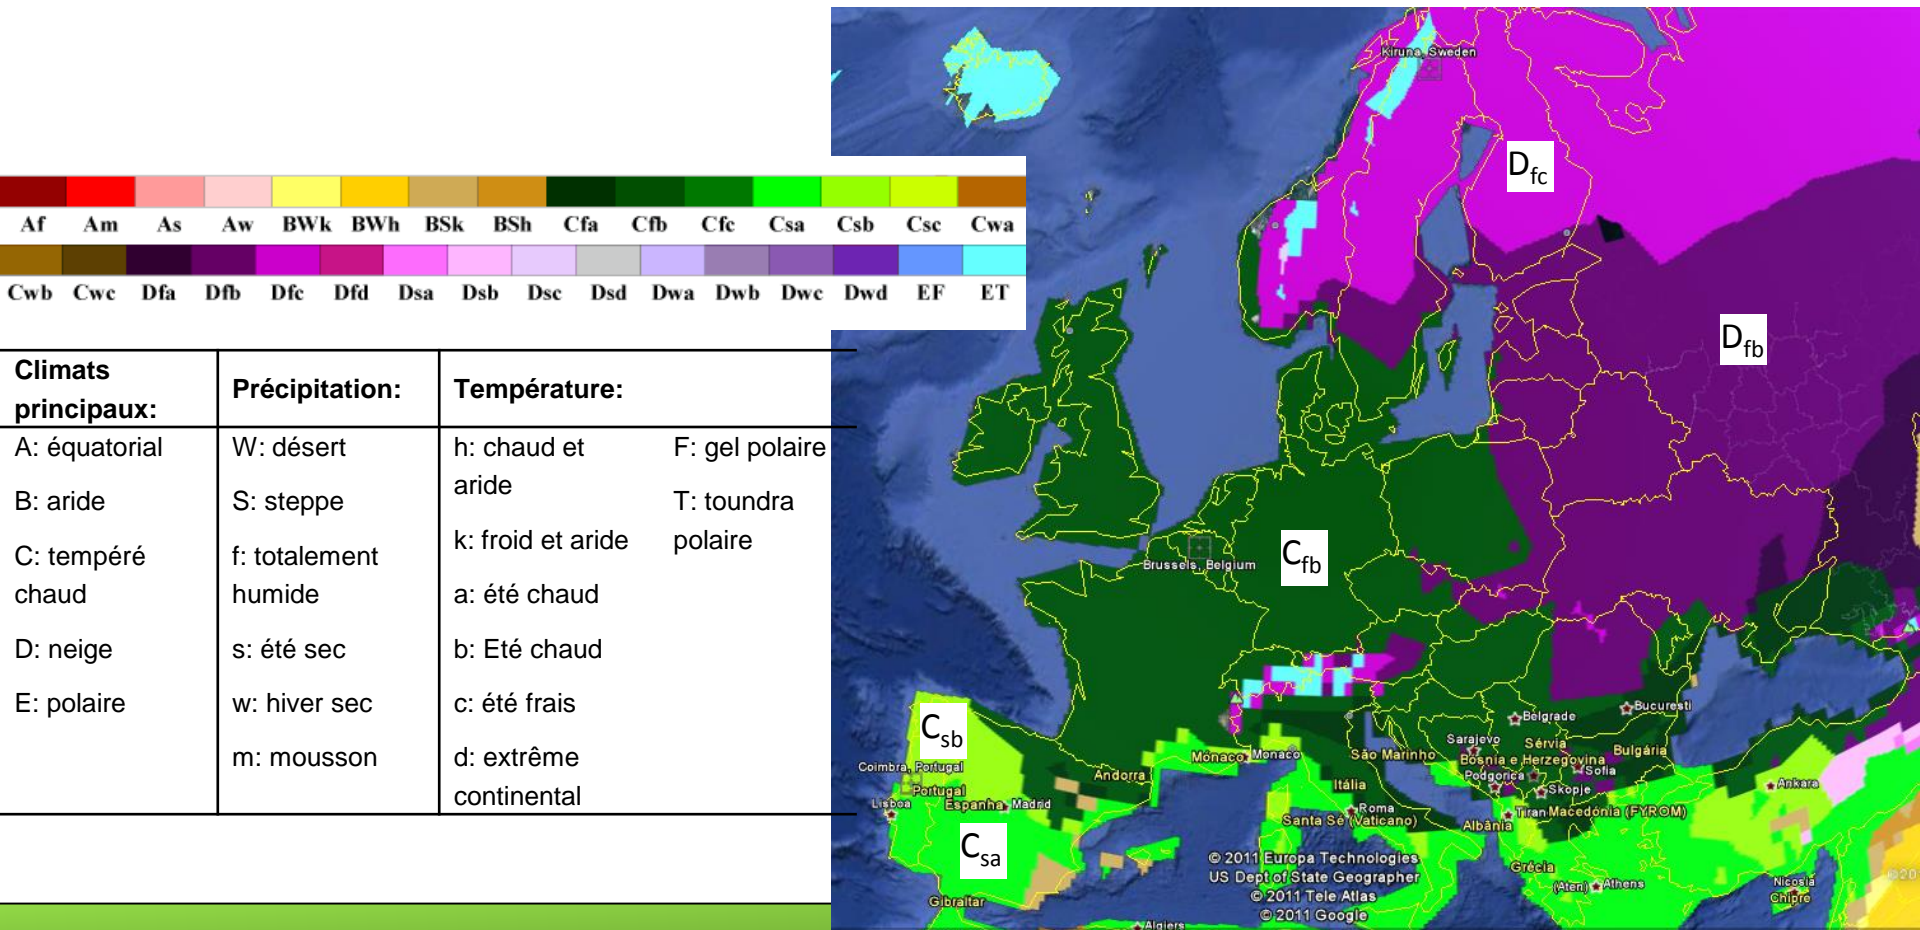 Af Am As Aw BWk BWh BSk BSh Cfa Cfb Cfc Csa Csb Csc Cwa
Cwb Cwc Dfa Dfb Dfc Dfd Dsa Dsb Dsc Dsd Dwa Dwb Dwc Dwd EF ET
Climats
principaux:
Précipitation:
Température:
A: équatorial
B: aride
C: tempéré
chaud
D: neige
E: polaire
W: désert
S: steppe
f: totalement
humide
s: été sec
w: hiver sec
m: mousson
h: chaud et
aride
k: froid et aride
a: été chaud
b: Eté chaud
c: été frais
d: extrême
continental
F: gel polaire
T: toundra
polaire
Kiruna, Sweden
Dfc
Dfb
Cfb
Brussels, Belgium
Csb
Coimbra, Portugal
Portugal
Lisboa
Espanha
Madrid
Csa
Gibraltar
Andorra
Mónaco
Monaco
São Marinho
Itália
Roma
Santa Sé (Vaticano)
Belgrade
Bucuresti
Sarajevo
Sérvia
Bósnia e Herzegovina
Bulgária
Podgorica
Sofia
Skopje
Tiran
Macedónia (FYROM)
Albânia
Ankara
Grécia
(Aten)
Athens
Nicosia
Chipre
Algiers
© 2011 Europa Technologies
US Dept of State Geographer
© 2011 Tele Atlas
© 2011 Google